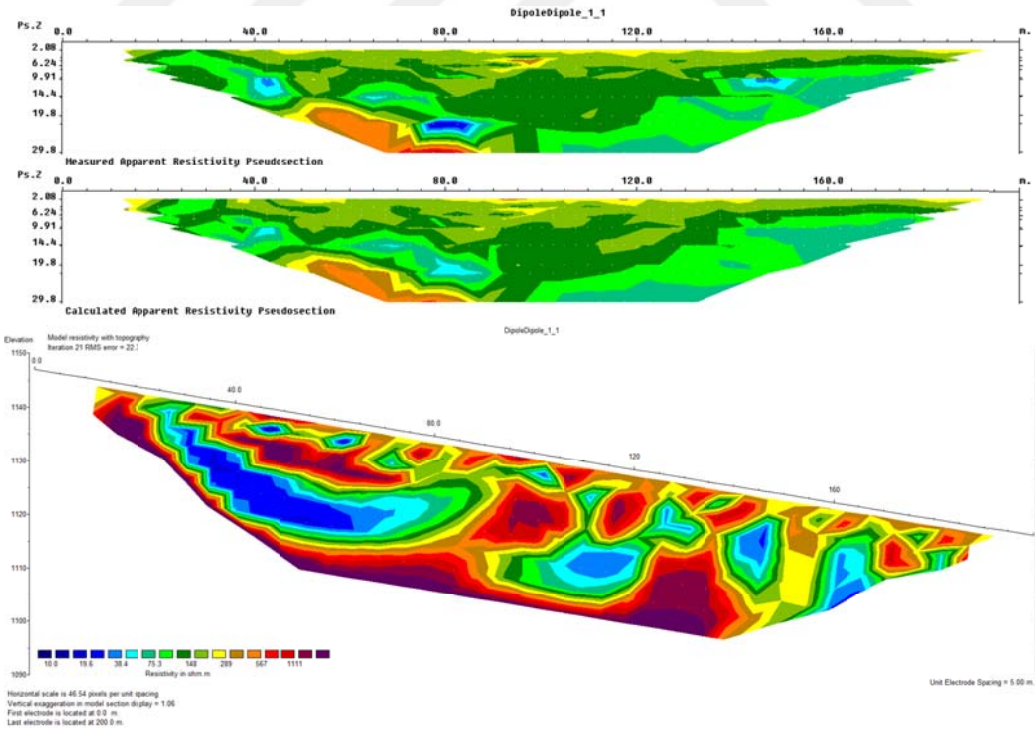 DipoleDipole_1_1
Ps.Z 0.0 40.0 80.0 120.0 160.0 m.
2.08
6.24
9.91
14.4
19.8
29.8
Measured Apparent Resistivity Pseudosection
Ps.Z 0.0 40.0 80.0 120.0 160.0 m.
2.08
6.24
9.91
14.4
19.8
29.8
Calculated Apparent Resistivity Pseudosection
DipoleDipole_1_1
Elevation Model resistivity with topography
Iteration 21 RMS error = 22.
1150
0.0
40.0
1140
80.0
1130
120
1120
160
1110
1100
1090
10.0 19.6 38.4 75.3 148 289 567 1111
Resistivity in ohm.m
Unit Electrode Spacing = 5.00 m.
Horizontal scale is 46.54 pixels per unit spacing
Vertical exaggeration in model section display = 1.06
First electrode is located at 0.0 m.
Last electrode is located at 200.0 m.